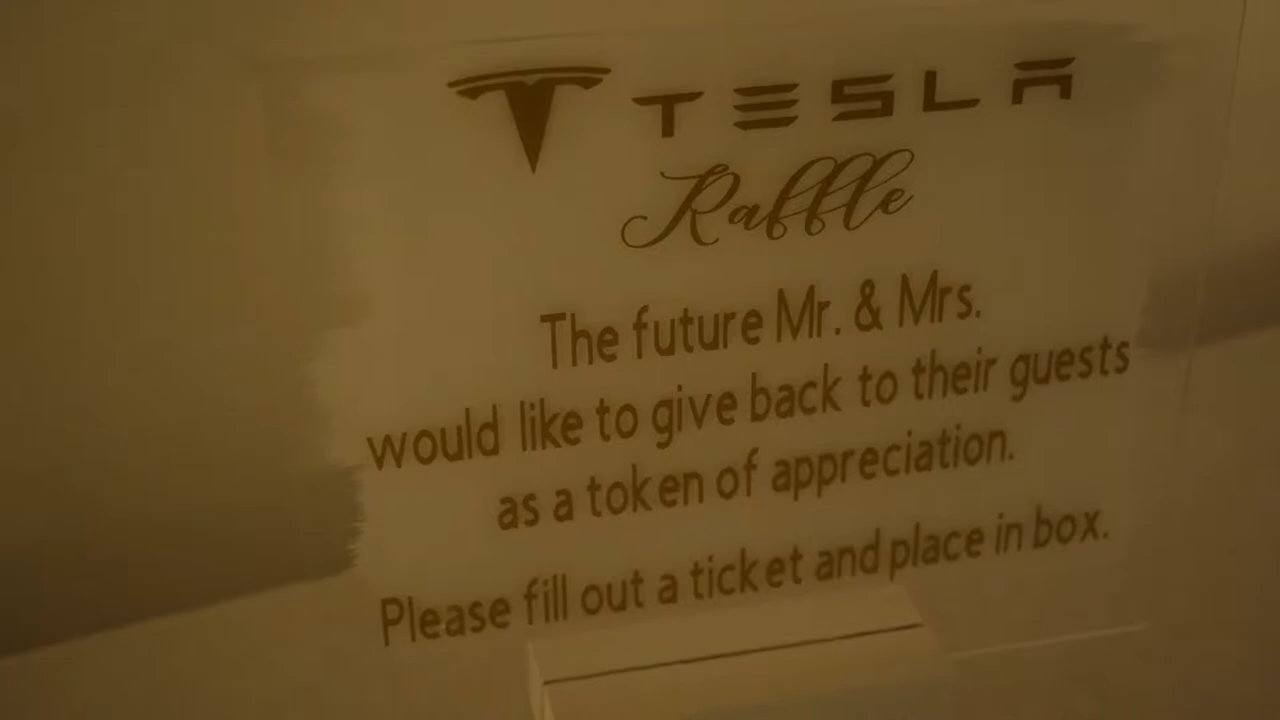 TESLA
Raffle
The future Mr. & Mrs.
would like to give back to their guests
as a token of appreciation.
Please fill out a ticket and place in box.